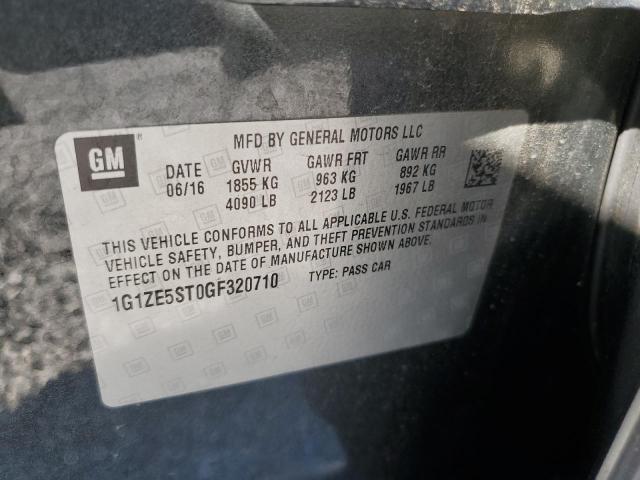 GM ®
MFD BY GENERAL MOTORS LLC
DATE GVWR GAWR FRT GAWR RR
06/16 1855 KG 963 KG 892 KG
4090 LB 2123 LB 1967 LB
THIS VEHICLE CONFORMS TO ALL APPLICABLE U.S. FEDERAL MOTOR
VEHICLE SAFETY, BUMPER, AND THEFT PREVENTION STANDARDS IN
EFFECT ON THE DATE OF MANUFACTURE SHOWN ABOVE.
1G1ZE5ST0GF320710 TYPE: PASS CAR